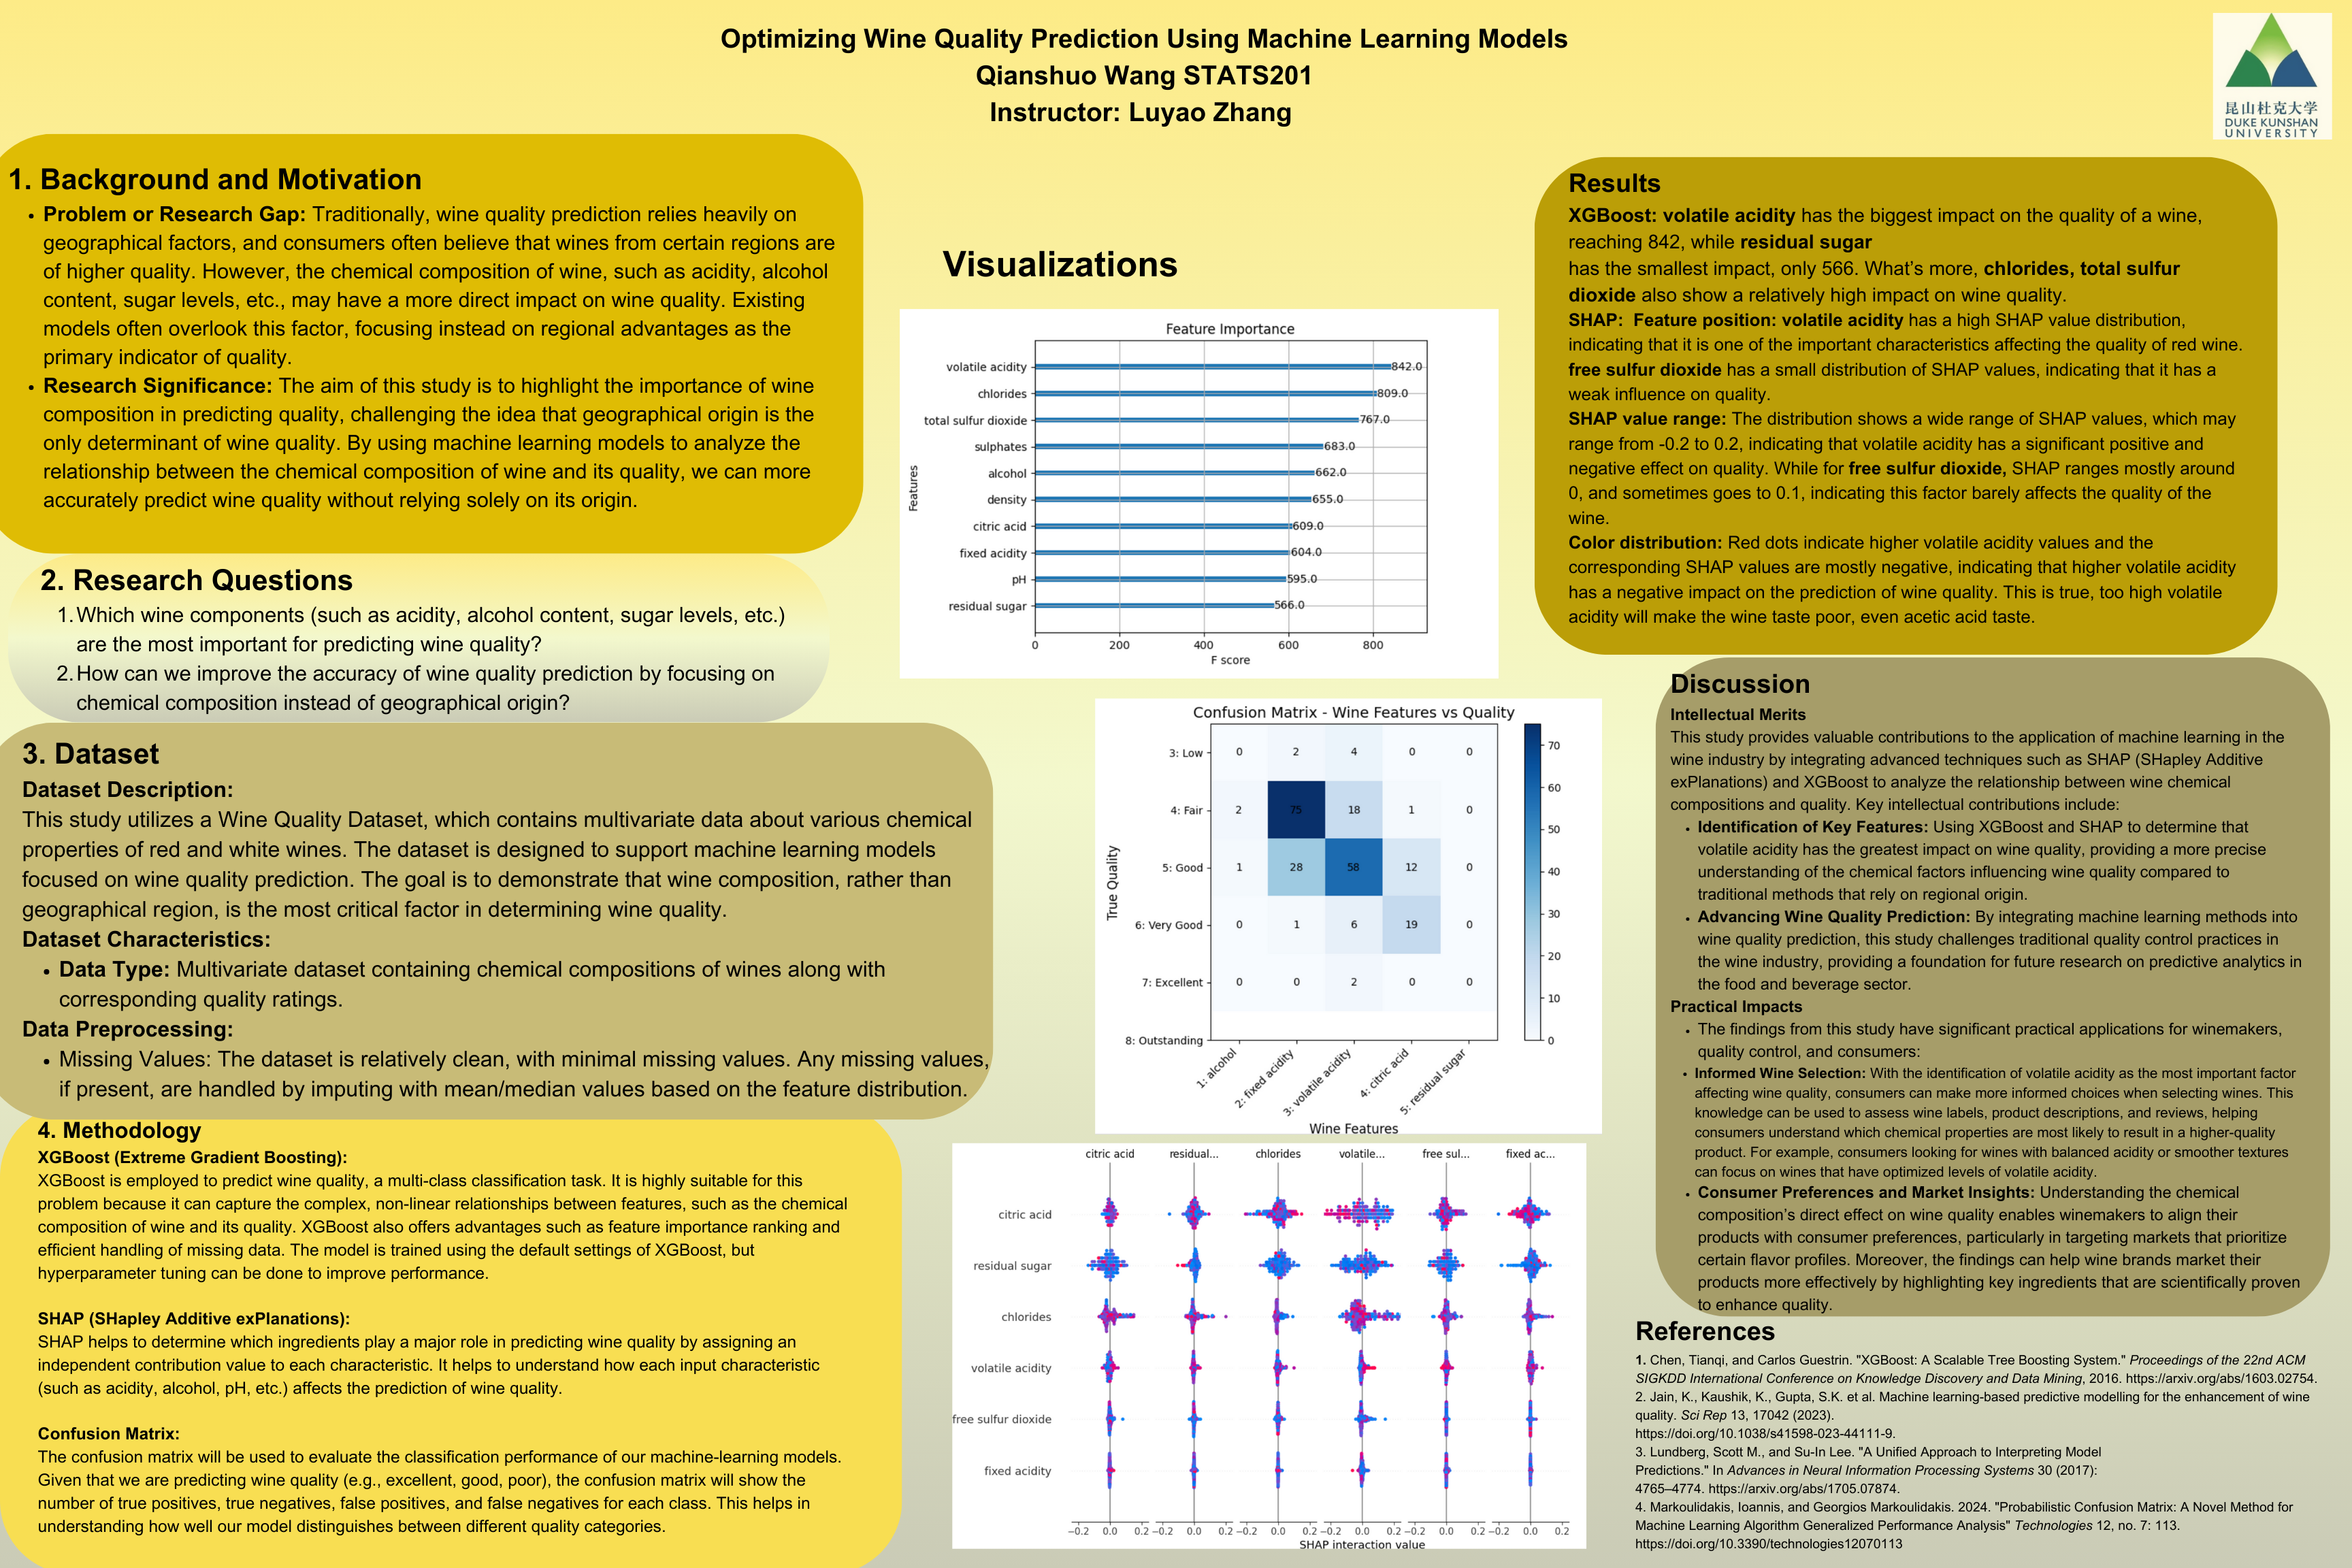 Optimizing Wine Quality Prediction Using Machine Learning Models
Qianshuo Wang STATS201
Instructor: Luyao Zhang
昆山杜克大学
DUKE KUNSHAN
UNIVERSITY
1. Background and Motivation
• Problem or Research Gap: Traditionally, wine quality prediction relies heavily on
geographical factors, and consumers often believe that wines from certain regions are
of higher quality. However, the chemical composition of wine, such as acidity, alcohol
content, sugar levels, etc., may have a more direct impact on wine quality. Existing
models often overlook this factor, focusing instead on regional advantages as the
primary indicator of quality.
• Research Significance: The aim of this study is to highlight the importance of wine
composition in predicting quality, challenging the idea that geographical origin is the
only determinant of wine quality. By using machine learning models to analyze the
relationship between the chemical composition of wine and its quality, we can more
accurately predict wine quality without relying solely on its origin.
2. Research Questions
1. Which wine components (such as acidity, alcohol content, sugar levels, etc.)
are the most important for predicting wine quality?
2. How can we improve the accuracy of wine quality prediction by focusing on
chemical composition instead of geographical origin?
3. Dataset
Dataset Description:
This study utilizes a Wine Quality Dataset, which contains multivariate data about various chemical
properties of red and white wines. The dataset is designed to support machine learning models
focused on wine quality prediction. The goal is to demonstrate that wine composition, rather than
geographical region, is the most critical factor in determining wine quality.
Dataset Characteristics:
• Data Type: Multivariate dataset containing chemical compositions of wines along with
corresponding quality ratings.
Data Preprocessing:
• Missing Values: The dataset is relatively clean, with minimal missing values. Any missing values,
if present, are handled by imputing with mean/median values based on the feature distribution.
4. Methodology
XGBoost (Extreme Gradient Boosting):
XGBoost is employed to predict wine quality, a multi-class classification task. It is highly suitable for this
problem because it can capture the complex, non-linear relationships between features, such as the chemical
composition of wine and its quality. XGBoost also offers advantages such as feature importance ranking and
efficient handling of missing data. The model is trained using the default settings of XGBoost, but
hyperparameter tuning can be done to improve performance.
SHAP (SHapley Additive exPlanations):
SHAP helps to determine which ingredients play a major role in predicting wine quality by assigning an
independent contribution value to each characteristic. It helps to understand how each input characteristic
(such as acidity, alcohol, pH, etc.) affects the prediction of wine quality.
Confusion Matrix:
The confusion matrix will be used to evaluate the classification performance of our machine-learning models.
Given that we are predicting wine quality (e.g., excellent, good, poor), the confusion matrix will show the
number of true positives, true negatives, false positives, and false negatives for each class. This helps in
understanding how well our model distinguishes between different quality categories.
Visualizations
Feature Importance
Features
volatile acidity 842.0
chlorides 809.0
total sulfur dioxide 767.0
sulphates 683.0
alcohol 662.0
density 655.0
citric acid 609.0
fixed acidity 604.0
pH 595.0
residual sugar 566.0
0 200 400 600 800
F score
Confusion Matrix - Wine Features vs Quality
True Quality
3: Low 0 2 4 0 0
4: Fair 2 75 18 1 0
5: Good 1 28 58 12 0
6: Very Good 0 1 6 19 0
7: Excellent 0 0 2 0 0
8: Outstanding
1: alcohol 2: fixed acidity 3: volatile acidity 4: citric acid 5: residual sugar
Wine Features
70
60
50
40
30
20
10
0
citric acid residual... chlorides volatile... free sul... fixed ac...
citric acid
residual sugar
chlorides
volatile acidity
free sulfur dioxide
fixed acidity
−0.2 0.0 0.2 −0.2 0.0 0.2 −0.2 0.0 0.2 −0.2 0.0 0.2 −0.2 0.0 0.2 −0.2 0.0 0.2
SHAP interaction value
Results
XGBoost: volatile acidity has the biggest impact on the quality of a wine,
reaching 842, while residual sugar
has the smallest impact, only 566. What's more, chlorides, total sulfur
dioxide also show a relatively high impact on wine quality.
SHAP: Feature position: volatile acidity has a high SHAP value distribution,
indicating that it is one of the important characteristics affecting the quality of red wine.
free sulfur dioxide has a small distribution of SHAP values, indicating that it has a
weak influence on quality.
SHAP value range: The distribution shows a wide range of SHAP values, which may
range from -0.2 to 0.2, indicating that volatile acidity has a significant positive and
negative effect on quality. While for free sulfur dioxide, SHAP ranges mostly around
0, and sometimes goes to 0.1, indicating this factor barely affects the quality of the
wine.
Color distribution: Red dots indicate higher volatile acidity values and the
corresponding SHAP values are mostly negative, indicating that higher volatile acidity
has a negative impact on the prediction of wine quality. This is true, too high volatile
acidity will make the wine taste poor, even acetic acid taste.
Discussion
Intellectual Merits
This study provides valuable contributions to the application of machine learning in the
wine industry by integrating advanced techniques such as SHAP (SHapley Additive
exPlanations) and XGBoost to analyze the relationship between wine chemical
compositions and quality. Key intellectual contributions include:
• Identification of Key Features: Using XGBoost and SHAP to determine that
volatile acidity has the greatest impact on wine quality, providing a more precise
understanding of the chemical factors influencing wine quality compared to
traditional methods that rely on regional origin.
• Advancing Wine Quality Prediction: By integrating machine learning methods into
wine quality prediction, this study challenges traditional quality control practices in
the wine industry, providing a foundation for future research on predictive analytics in
the food and beverage sector.
Practical Impacts
• The findings from this study have significant practical applications for winemakers,
quality control, and consumers:
• Informed Wine Selection: With the identification of volatile acidity as the most important factor
affecting wine quality, consumers can make more informed choices when selecting wines. This
knowledge can be used to assess wine labels, product descriptions, and reviews, helping
consumers understand which chemical properties are most likely to result in a higher-quality
product. For example, consumers looking for wines with balanced acidity or smoother textures
can focus on wines that have optimized levels of volatile acidity.
• Consumer Preferences and Market Insights: Understanding the chemical
composition's direct effect on wine quality enables winemakers to align their
products with consumer preferences, particularly in targeting markets that prioritize
certain flavor profiles. Moreover, the findings can help wine brands market their
products more effectively by highlighting key ingredients that are scientifically proven
to enhance quality.
References
1. Chen, Tianqi, and Carlos Guestrin. "XGBoost: A Scalable Tree Boosting System." Proceedings of the 22nd ACM
SIGKDD International Conference on Knowledge Discovery and Data Mining, 2016. https://arxiv.org/abs/1603.02754.
2. Jain, K., Kaushik, K., Gupta, S.K. et al. Machine learning-based predictive modelling for the enhancement of wine
quality. Sci Rep 13, 17042 (2023).
https://doi.org/10.1038/s41598-023-44111-9.
3. Lundberg, Scott M., and Su-In Lee. "A Unified Approach to Interpreting Model
Predictions." In Advances in Neural Information Processing Systems 30 (2017):
4765–4774. https://arxiv.org/abs/1705.07874.
4. Markoulidakis, Ioannis, and Georgios Markoulidakis. 2024. "Probabilistic Confusion Matrix: A Novel Method for
Machine Learning Algorithm Generalized Performance Analysis" Technologies 12, no. 7: 113.
https://doi.org/10.3390/technologies12070113